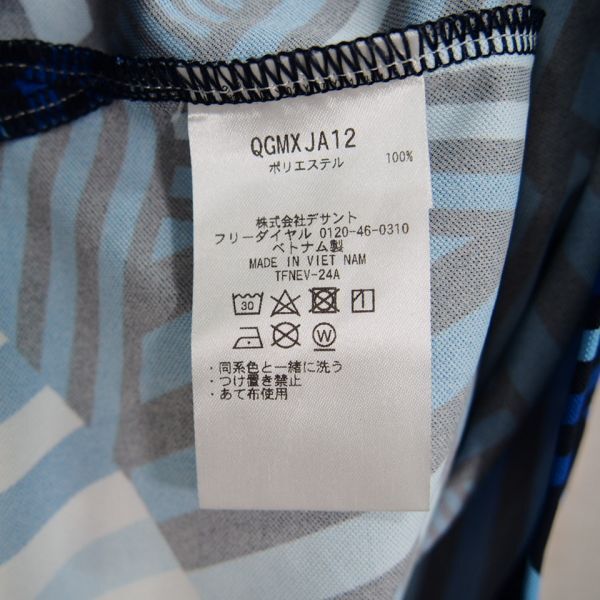 QGMXJA12
ポリエステル 100%
株式会社デサント
フリーダイヤル 0120-46-0310
ベトナム製
MADE IN VIET NAM
TFNEV-24A
30
W
・同系色と一緒に洗う
・つけ置き禁止
・あて布使用